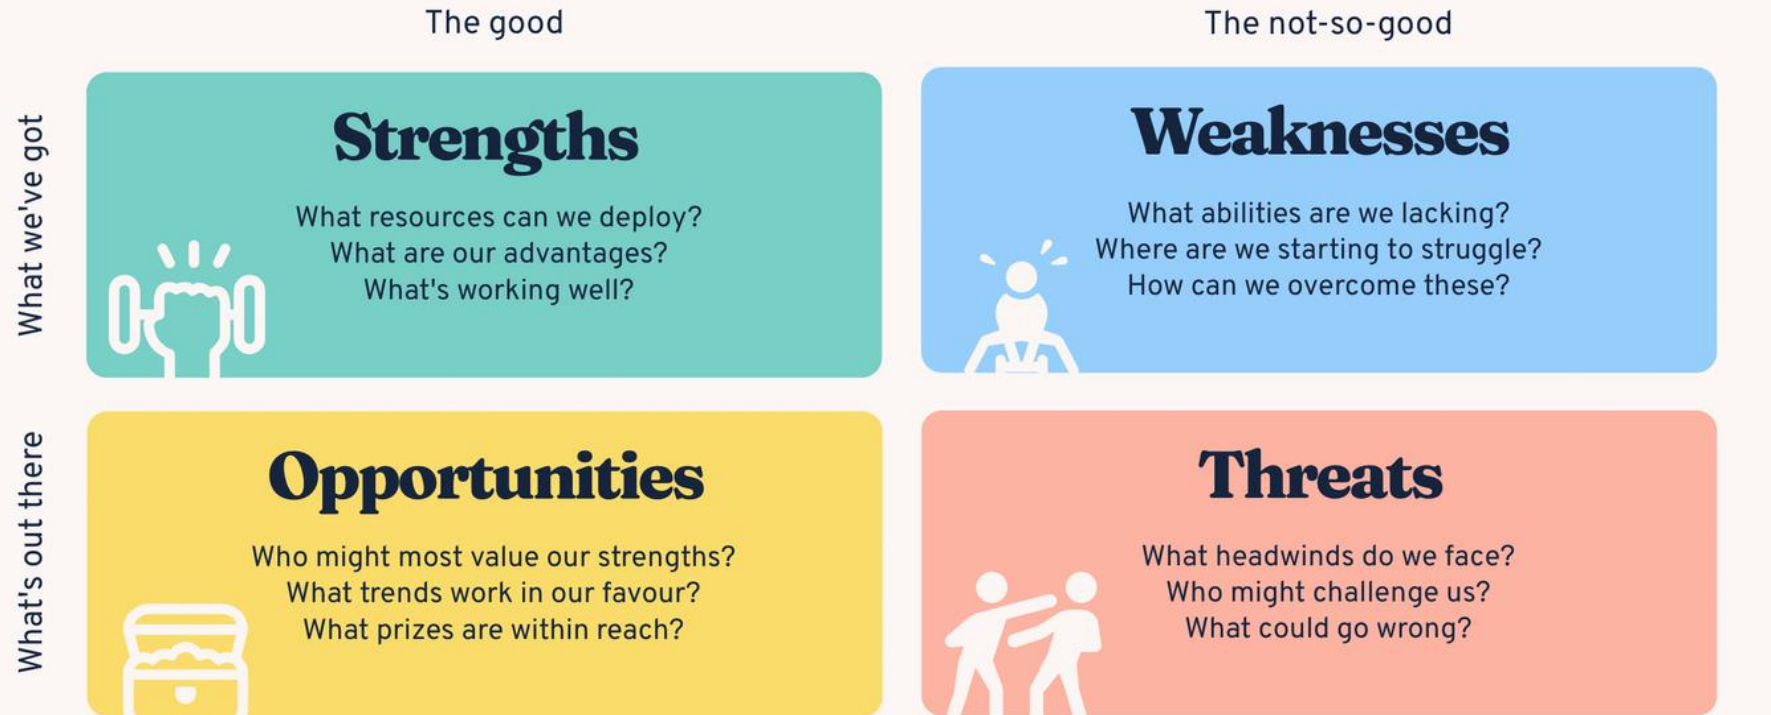 The good
The not-so-good
What we've got
Strengths
What resources can we deploy?
What are our advantages?
What's working well?
Weaknesses
What abilities are we lacking?
Where are we starting to struggle?
How can we overcome these?
What's out there
Opportunities
Who might most value our strengths?
What trends work in our favour?
What prizes are within reach?
Threats
What headwinds do we face?
Who might challenge us?
What could go wrong?